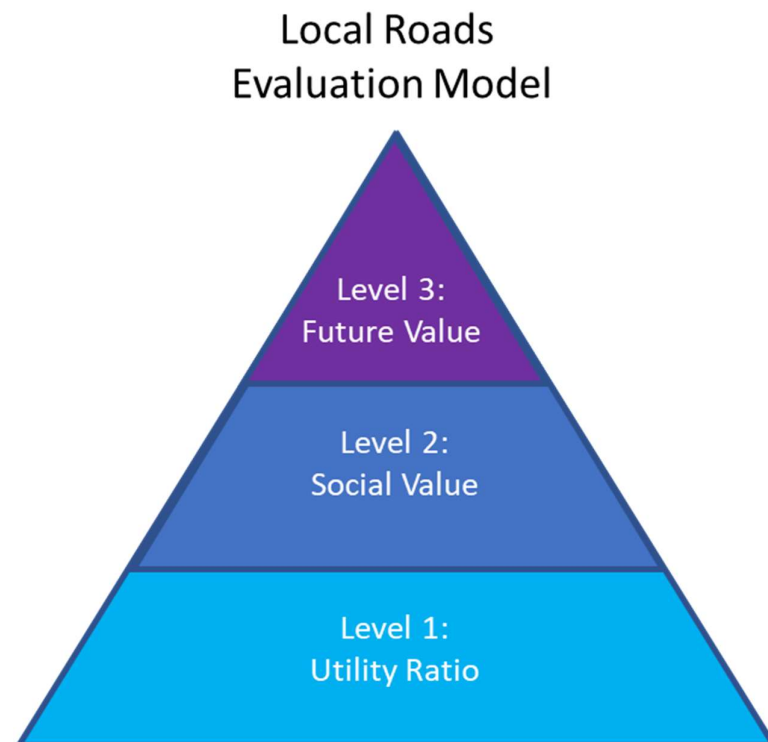 Local Roads
Evaluation Model
Level 3:
Future Value
Level 2:
Social Value
Level 1:
Utility Ratio